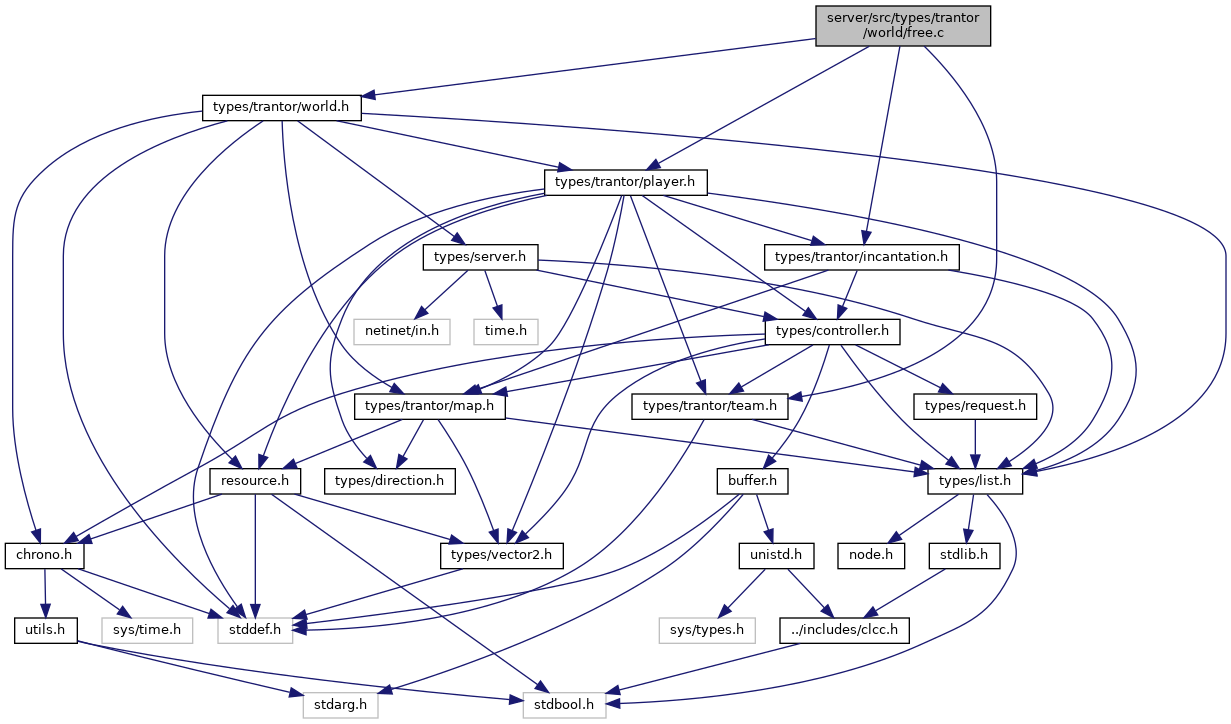 server/src/types/trantor
/world/free.c
types/trantor/world.h
types/trantor/player.h
types/server.h
types/trantor/incantation.h
netinet/in.h
time.h
types/controller.h
types/trantor/map.h
types/trantor/team.h
types/request.h
resource.h
types/direction.h
buffer.h
types/list.h
chrono.h
types/vector2.h
unistd.h
node.h
stdlib.h
utils.h
sys/time.h
stddef.h
sys/types.h
../includes/clcc.h
stdarg.h
stdbool.h